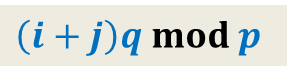 (i + j)q mod p